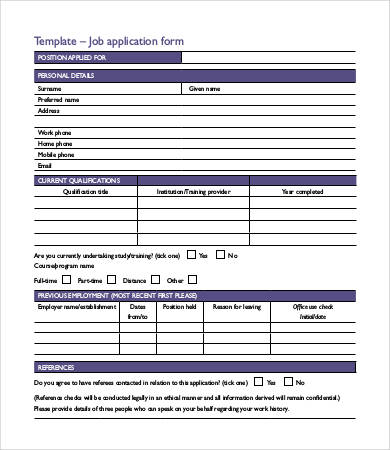 Template – Job application form
POSITION APPLIED FOR
PERSONAL DETAILS
Surname Given name
Preferred name
Address
Work phone
Home phone
Mobile phone
Email
CURRENT QUALIFICATIONS
Qualification title Institution/Training provider Year completed
Are you currently undertaking study/training? (tick one) Yes No
Course/program name
Full-time Part-time Distance Other
PREVIOUS EMPLOYMENT (MOST RECENT FIRST PLEASE)
Employer name/establishment Dates Position held Reason for leaving Office use check
from/to Initial/date
REFERENCES
Do you agree to have referees contacted in relation to this application? (tick one) Yes No
(Reference checks will be conducted legally in an ethical manner and all information derived will remain confidential.)
Please provide details of three people who can speak on your behalf regarding your work history.